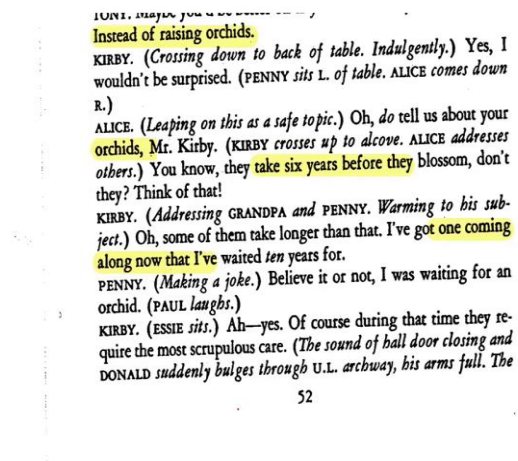 TONY. Maybe you'd be better
Instead of raising orchids.
KIRBY. (Crossing down to back of table. Indulgently.) Yes, I
wouldn't be surprised. (PENNY sits L. of table. ALICE comes down
R.)
ALICE. (Leaping on this as a safe topic.) Oh, do tell us about your
orchids, Mr. Kirby. (KIRBY crosses up to alcove. ALICE addresses
others.) You know, they take six years before they blossom, don't
they? Think of that!
KIRBY. (Addressing GRANDPA and PENNY. Warming to his sub-
ject.) Oh, some of them take longer than that. I've got one coming
along now that I've waited ten years for.
PENNY. (Making a joke.) Believe it or not, I was waiting for an
orchid. (PAUL laughs.)
KIRBY. (ESSIE sits.) Ah—yes. Of course during that time they re-
quire the most scrupulous care. (The sound of hall door closing and
DONALD suddenly bulges through U.L. archway, his arms full. The
52